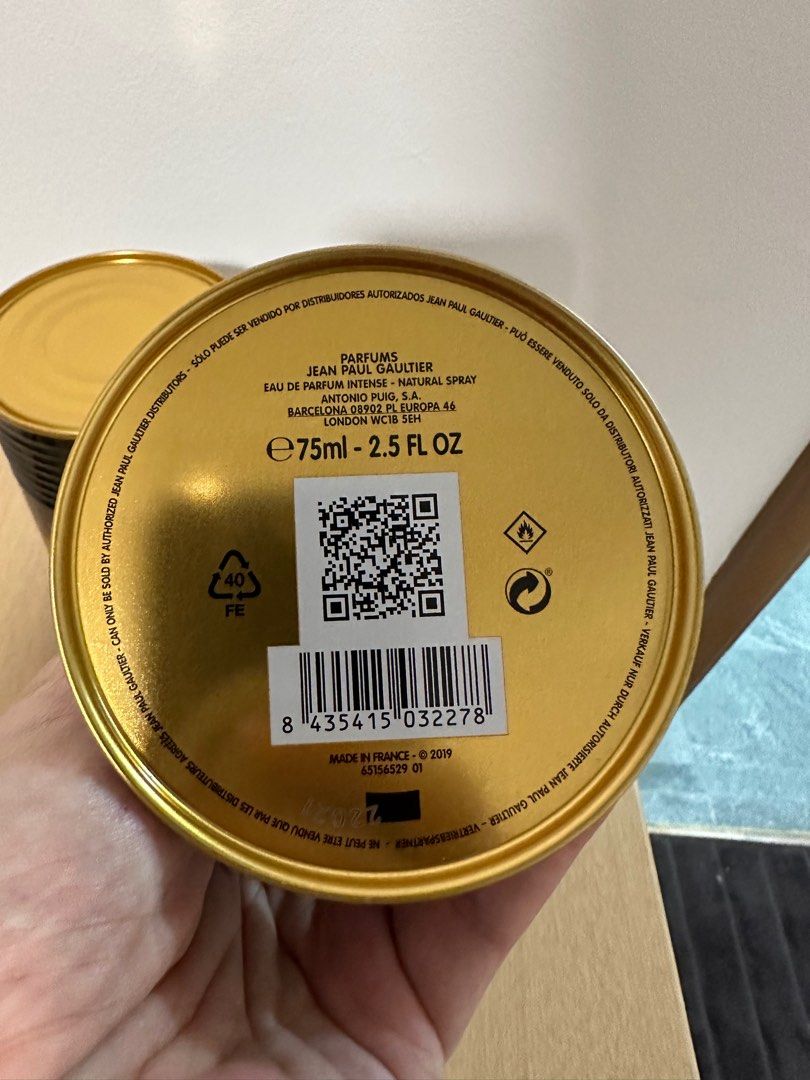 PARFUMS
JEAN PAUL GAULTIER
EAU DE PARFUM INTENSE - NATURAL SPRAY
ANTONIO PUIG, S.A.
BARCELONA 08902 PL EUROPA 46
LONDON WC1B 5EH
℮75ml - 2.5 FL OZ
40
FE
®
8 435415 032278
MADE IN FRANCE - © 2019
65156529 01
CAN ONLY BE SOLD BY AUTHORIZED JEAN PAUL GAULTIER DISTRIBUTORS - SÓLO PUEDE SER VENDIDO POR DISTRIBUIDORES AUTORIZADOS JEAN PAUL GAULTIER - PUÒ ESSERE VENDUTO SOLO DA DISTRIBUTORI AUTORIZZATI JEAN PAUL GAULTIER - VERKAUF NUR DURCH AUTORISIERTE JEAN PAUL GAULTIER - VERTRIEBSPARTNER - NE PEUT ETRE VENDU QUE PAR LES DISTRIBUTEURS AGRÉÉS JEAN PAUL GAULTIER -